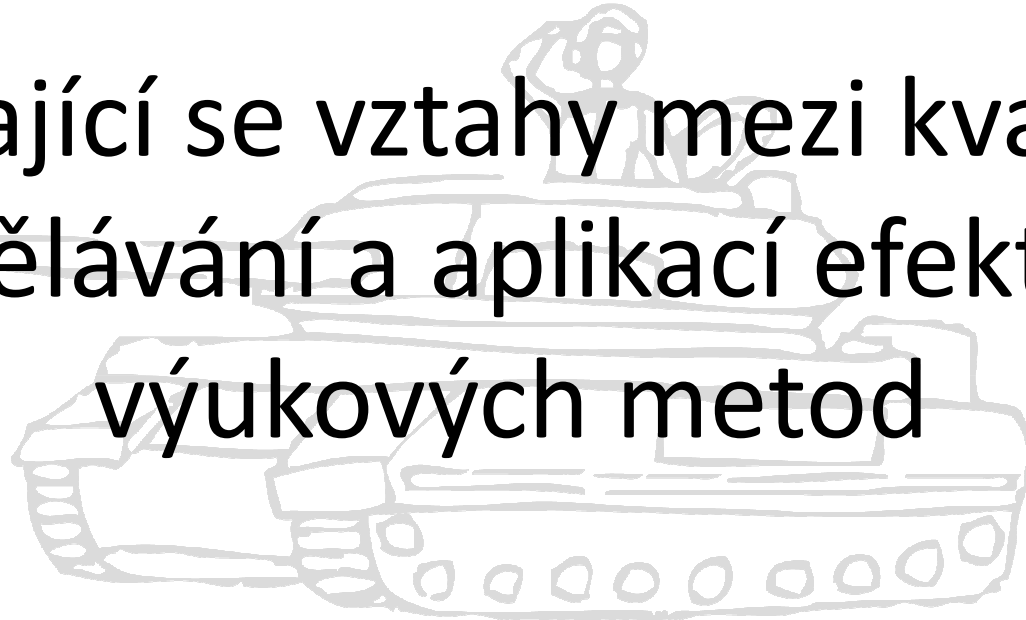 ající se vztahy mezi kva
ělávání a aplikací efekt
výukových metod